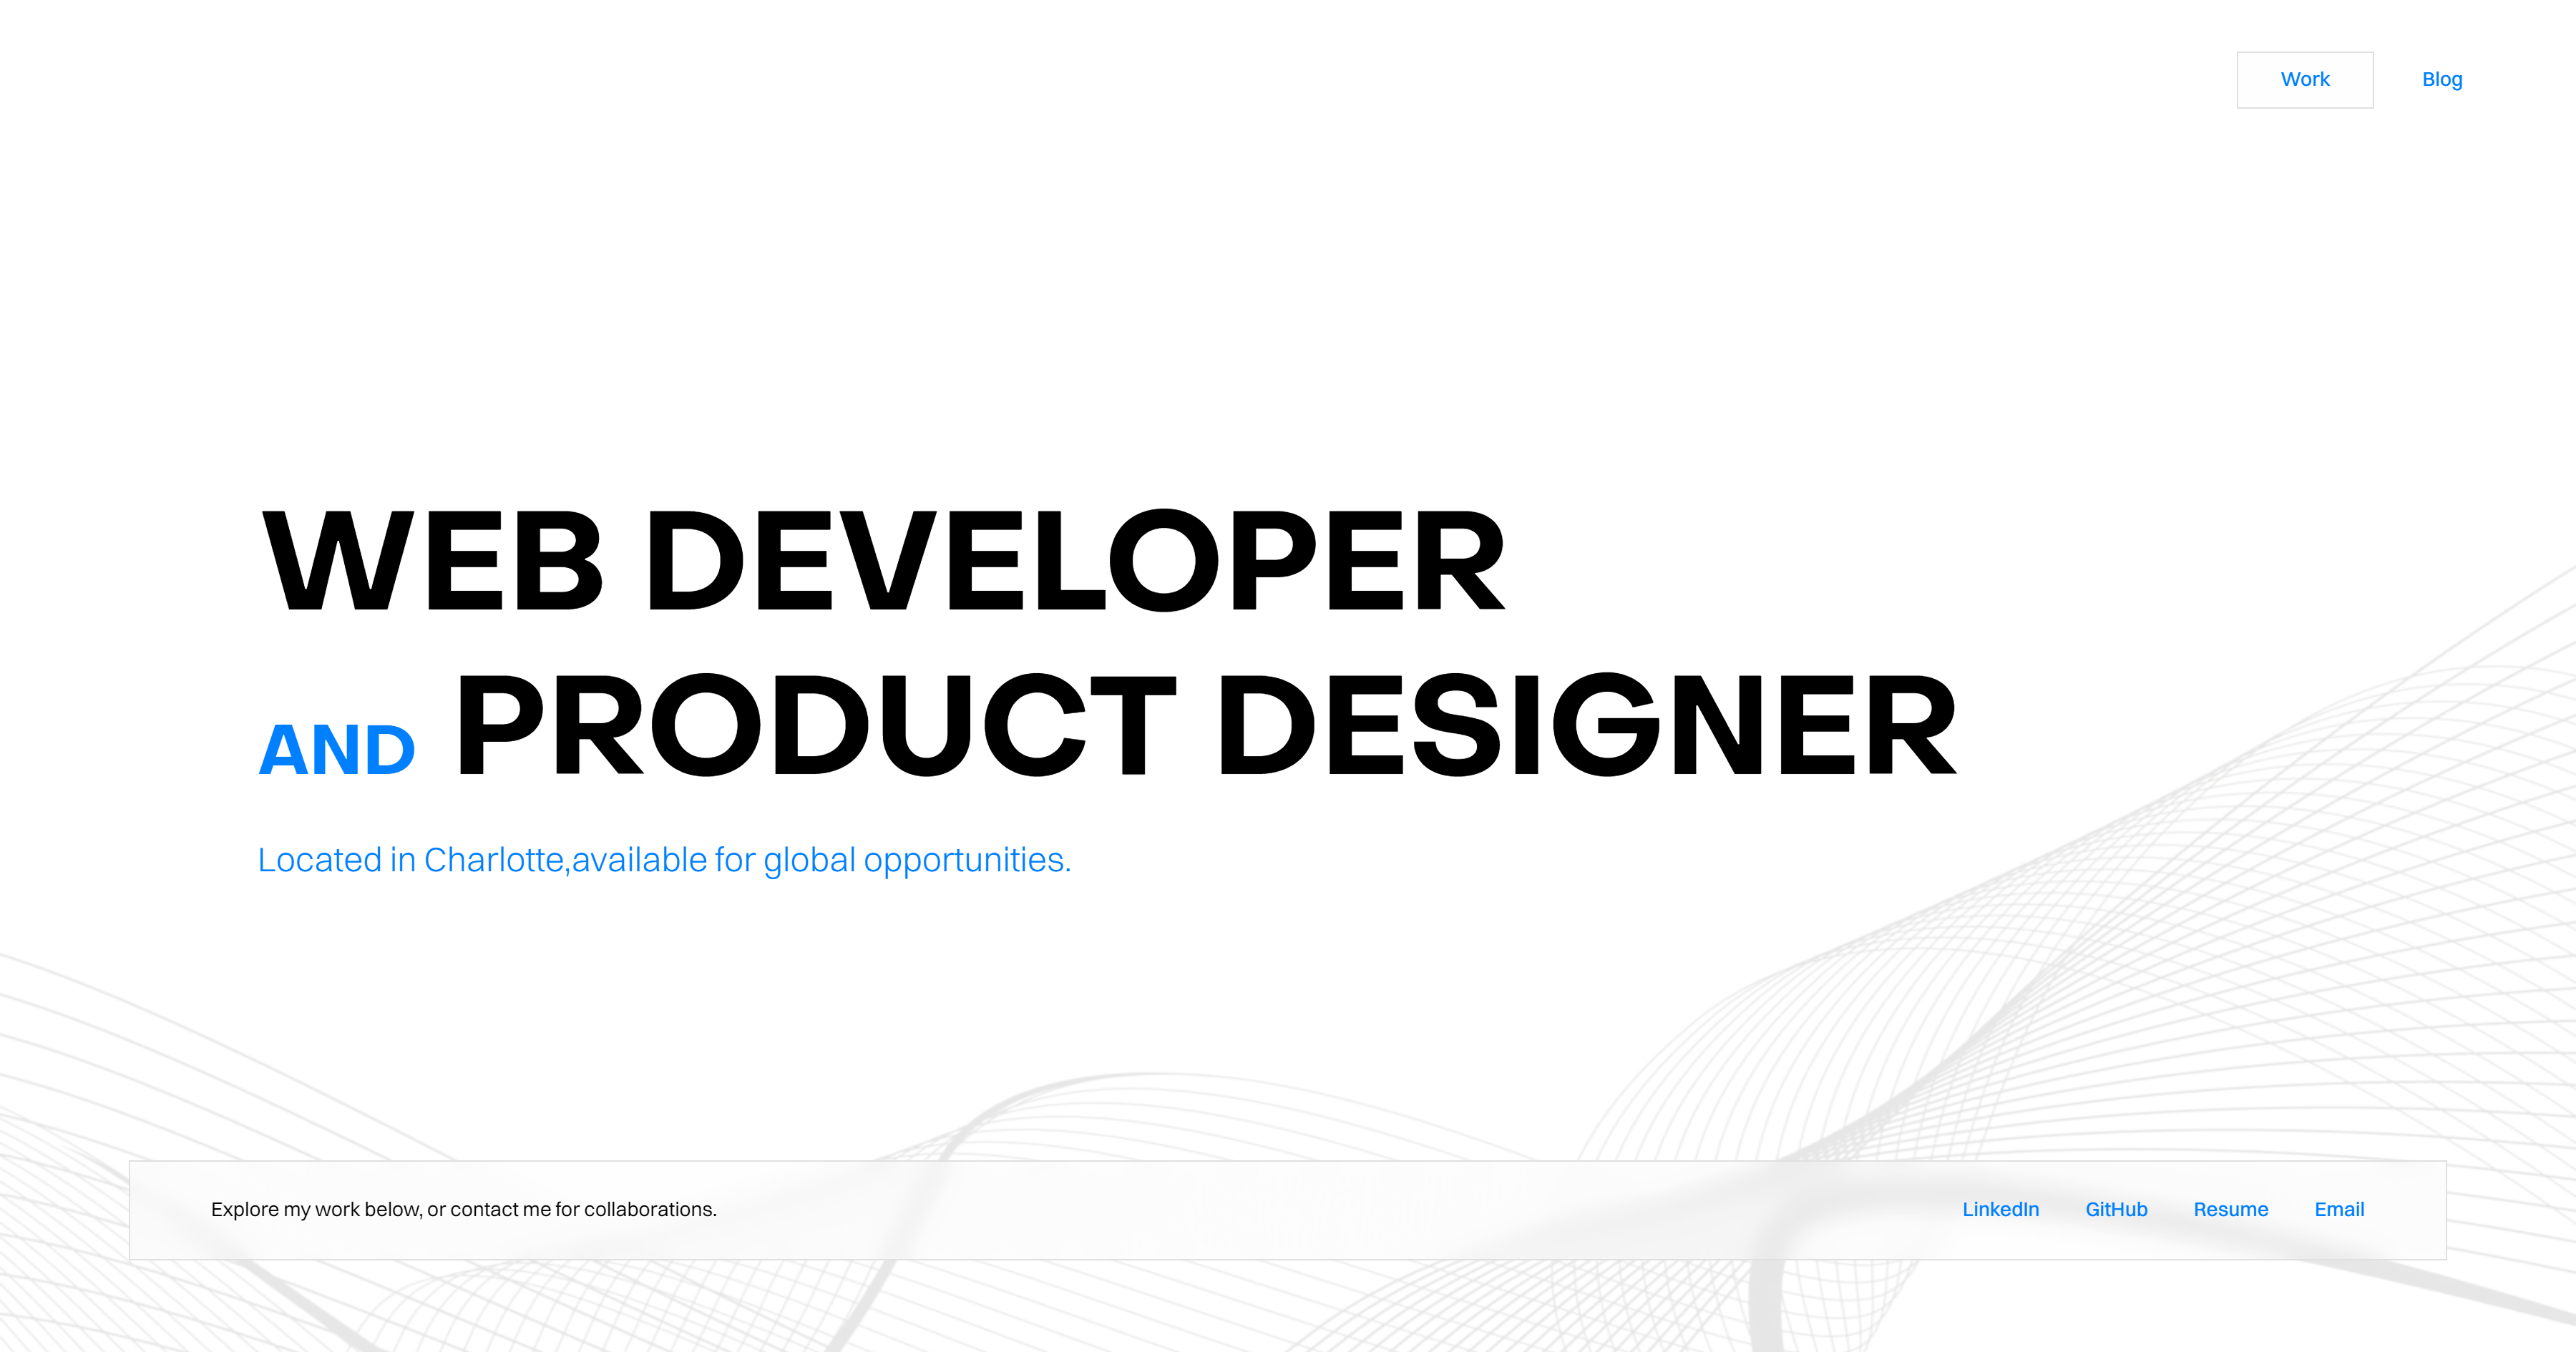 Work Blog
WEB DEVELOPER
AND PRODUCT DESIGNER
Located in Charlotte,available for global opportunities.
Explore my work below, or contact me for collaborations. LinkedIn GitHub Resume Email